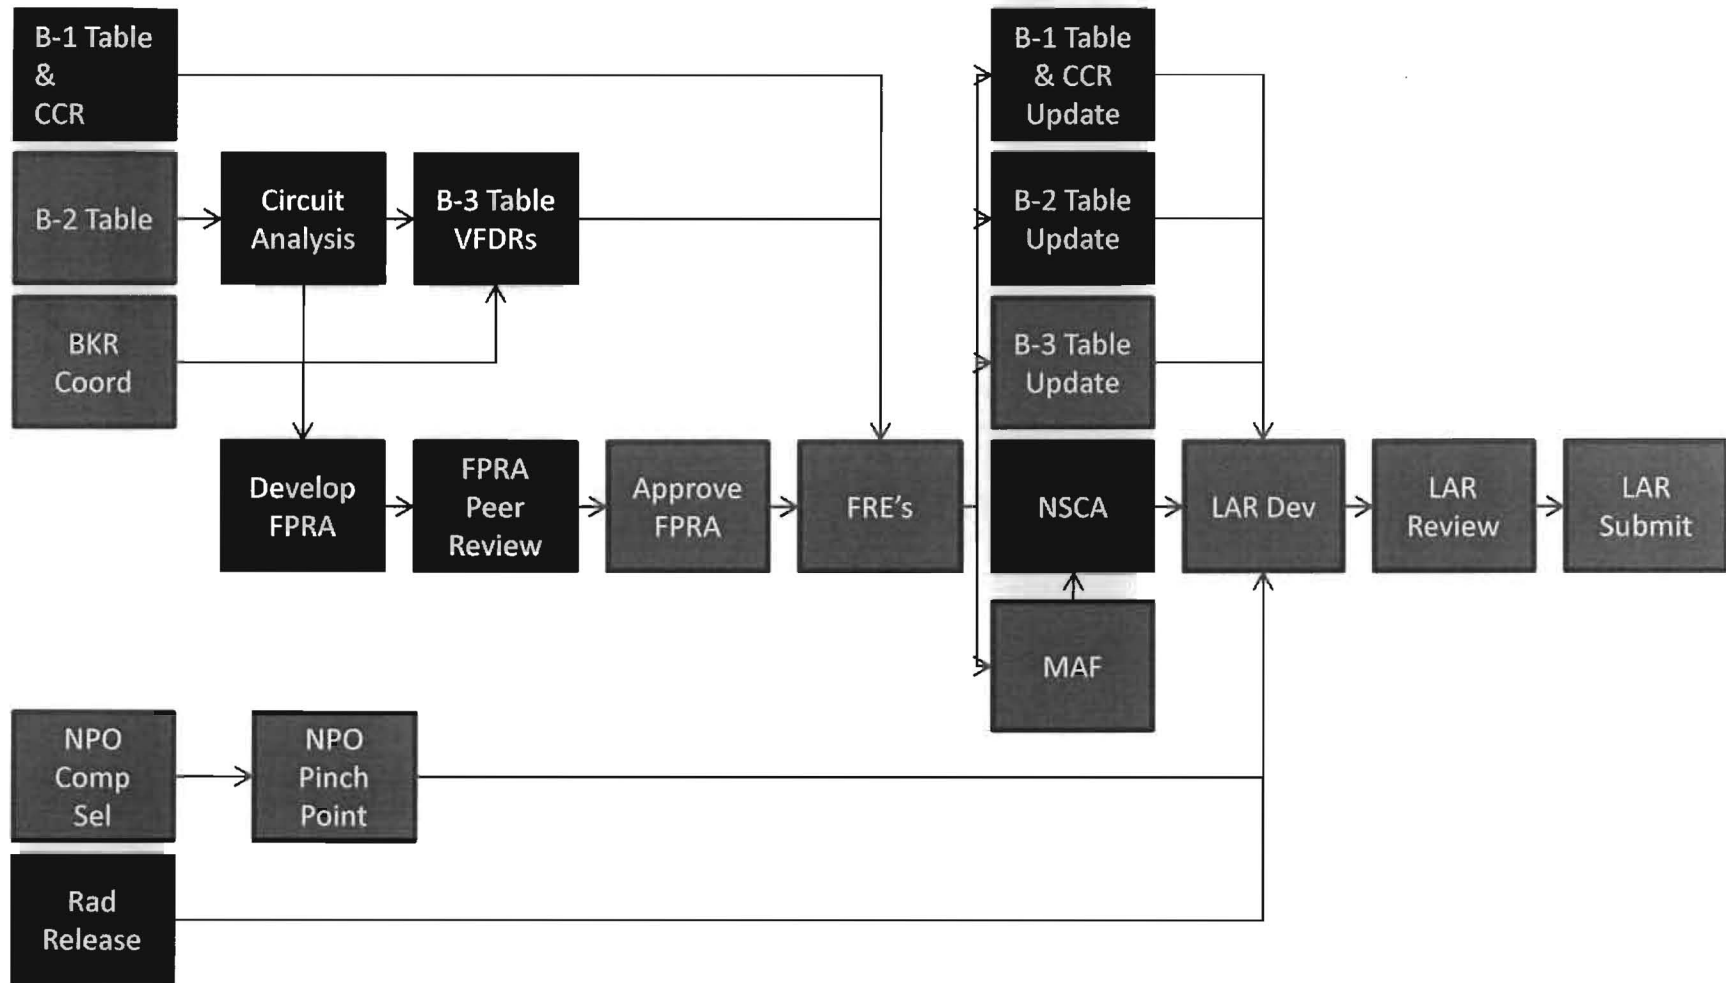 B-1 Table
&
CCR
B-2 Table
BKR
Coord
Circuit
Analysis
B-3 Table
VFDRs
Develop
FPRA
FPRA
Peer
Review
Approve
FPRA
FRE's
B-1 Table
& CCR
Update
B-2 Table
Update
B-3 Table
Update
NSCA
MAF
LAR Dev
LAR
Review
LAR
Submit
NPO
Comp
Sel
NPO
Pinch
Point
Rad
Release